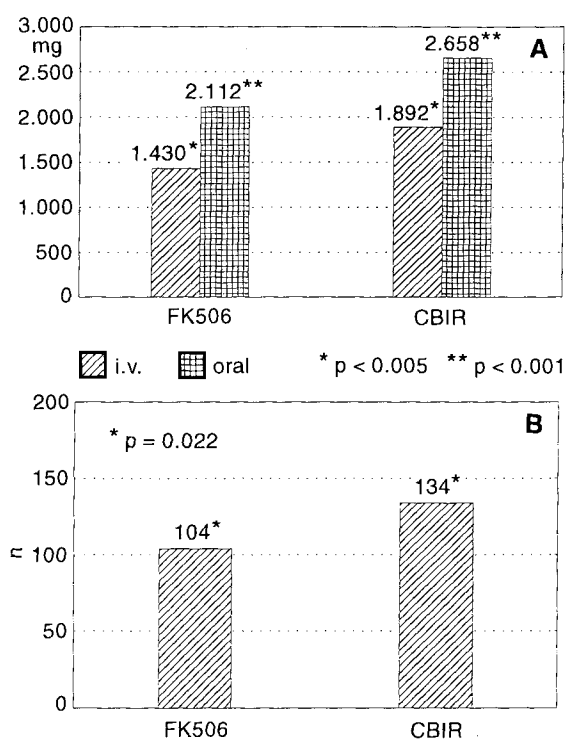 3.000
mg
A
2.658**
2.500
2.112**
2.000
1.892*
1.500
1.430*
1.000
500
0
FK506 CBIR
i.v. oral * p < 0.005 ** p < 0.001
200
B
* p = 0.022
150
134*
104*
n 100
50
0
FK506 CBIR